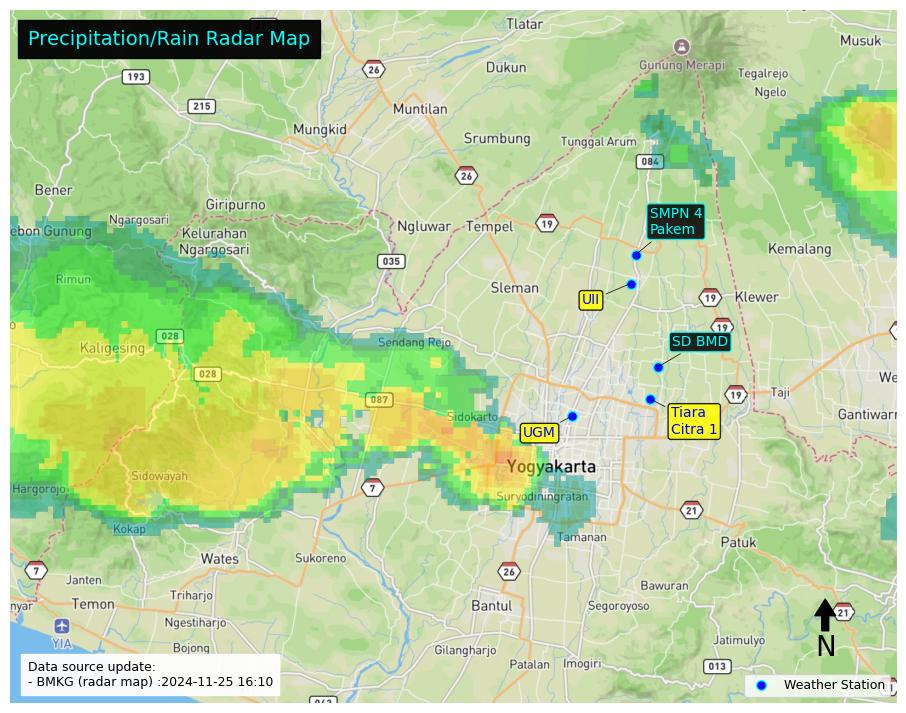 Precipitation/Rain Radar Map
Tlatar
Musuk
193
26
Dukun
Gunung Merapi
Tegalrejo
Ngelo
215
Muntilan
Mungkid
Srumbung
Tunggal Arum
084
26
Bener
Giripurno
Ngargosari
ebon Gunung
Kelurahan
Ngargosari
Ngluwar
Tempel
19
SMPN 4
Pakem
Kemalang
035
Rimun
Sleman
UII
19
Klewer
19
028
Kaligesing
Sendang Rejo
SD BMD
028
087
19
Taji
We
Sidokarto
UGM
Tiara
Citra 1
Gantiwarr
Yogyakarta
Sidowayah
Hargorojo
7
Suryodiningratan
21
Kokap
Tamanan
Patuk
Wates
Sukoreno
7
Janten
26
Bawuran
Triharjo
nyar
Temon
Bantul
Segoroyoso
21
Ngestiharjo
YIA
Jatimulyo
N
Bojong
Gilangharjo
Patalan
Imogiri
013
Data source update:
- BMKG (radar map) :2024-11-25 16:10
Weather Station